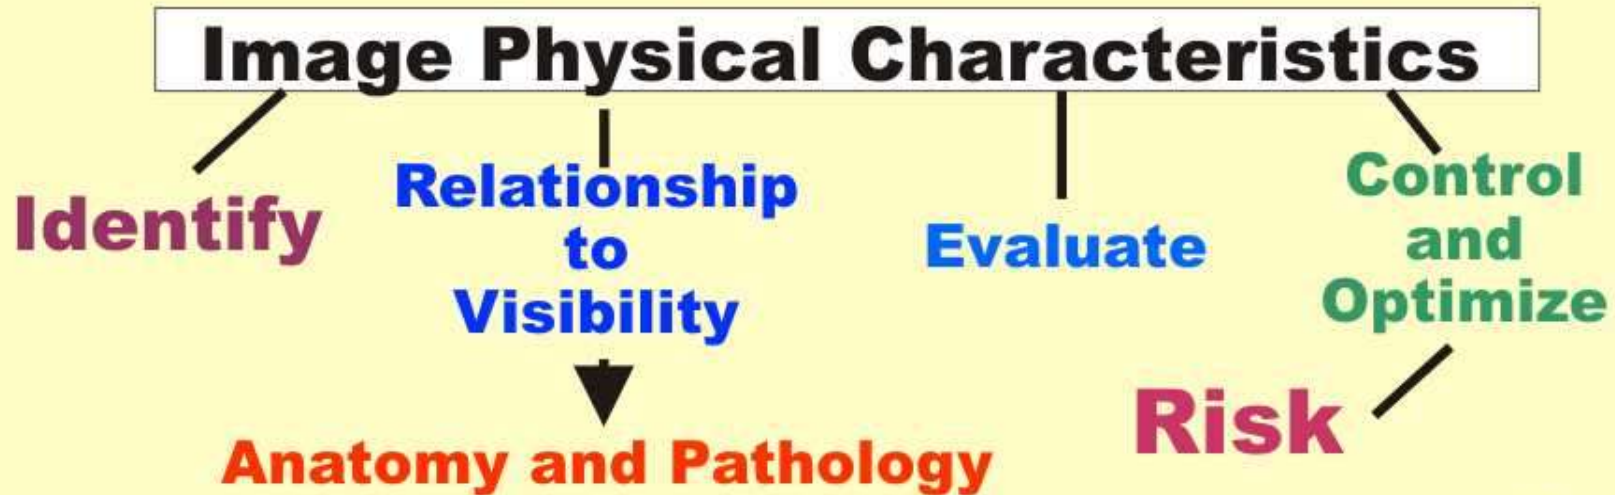 Image Physical Characteristics
Identify
Relationship
to
Visibility
Evaluate
Control
and
Optimize
Risk
Anatomy and Pathology